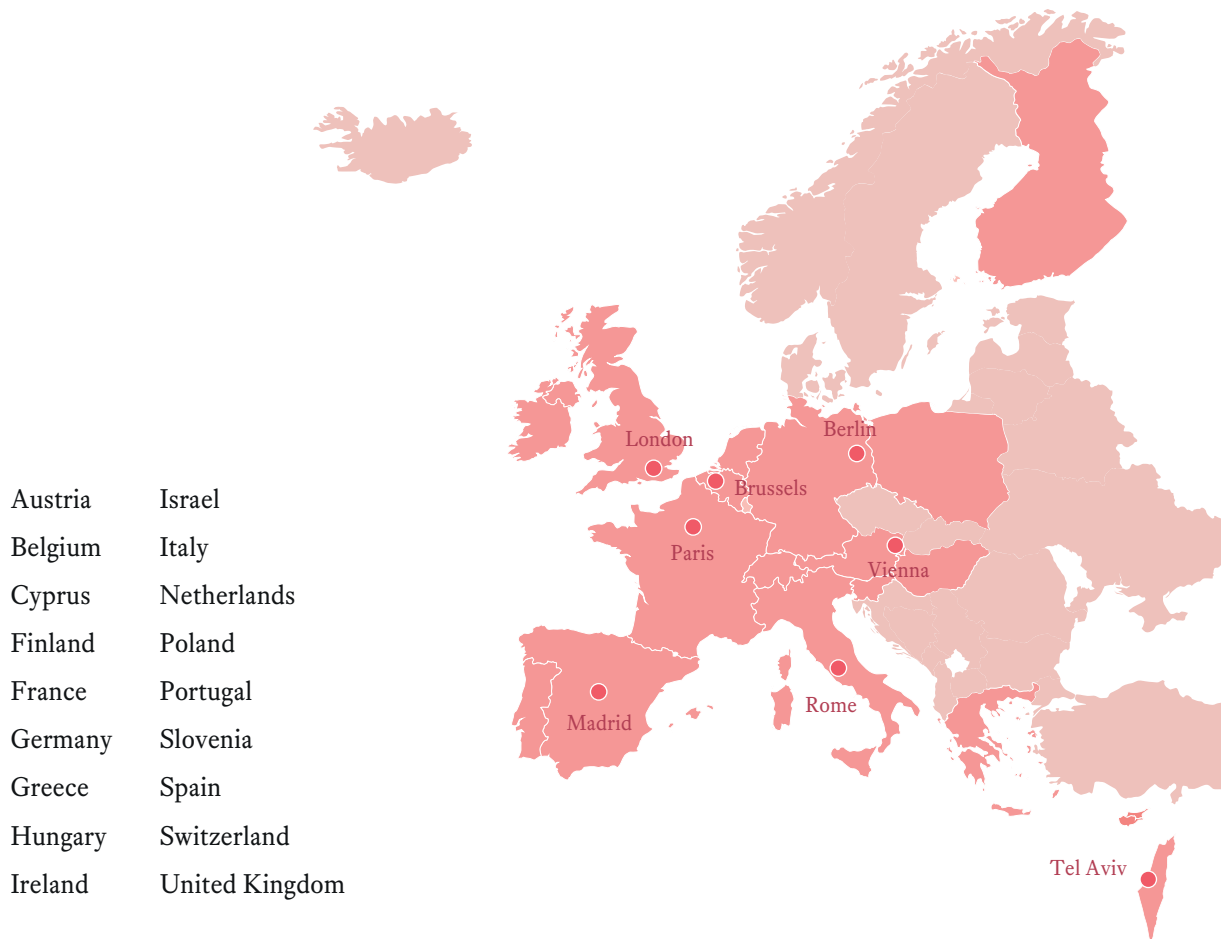 London
Berlin
Brussels
Paris
Vienna
Rome
Madrid
Tel Aviv
Austria
Belgium
Cyprus
Finland
France
Germany
Greece
Hungary
Ireland
Israel
Italy
Netherlands
Poland
Portugal
Slovenia
Spain
Switzerland
United Kingdom